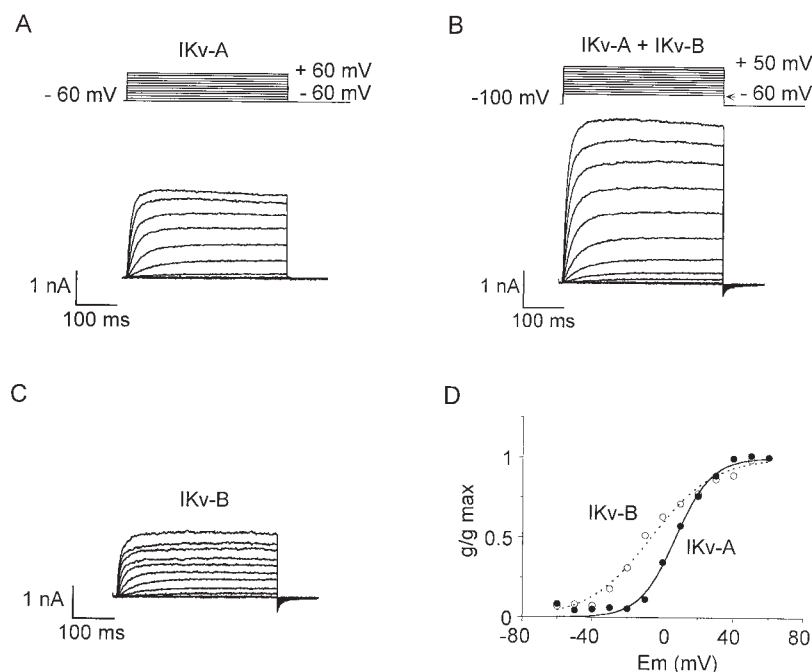 A
IKv-A
+ 60 mV
- 60 mV
- 60 mV
1 nA
100 ms
B
IKv-A + IKv-B
+ 50 mV
-100 mV
- 60 mV
1 nA
100 ms
C
IKv-B
1 nA
100 ms
D
1
0.5
0
g/g max
IKv-B
IKv-A
-80
-40
0
40
80
Em (mV)